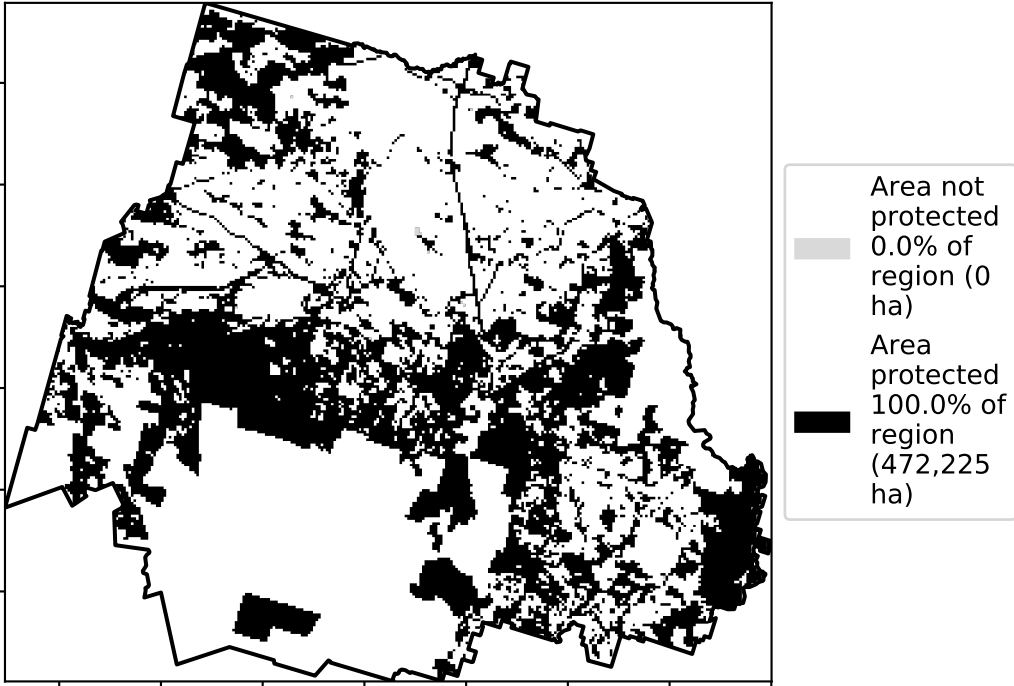 Area not
protected
0.0% of
region (0
ha)
Area
protected
100.0% of
region
(472,225
ha)